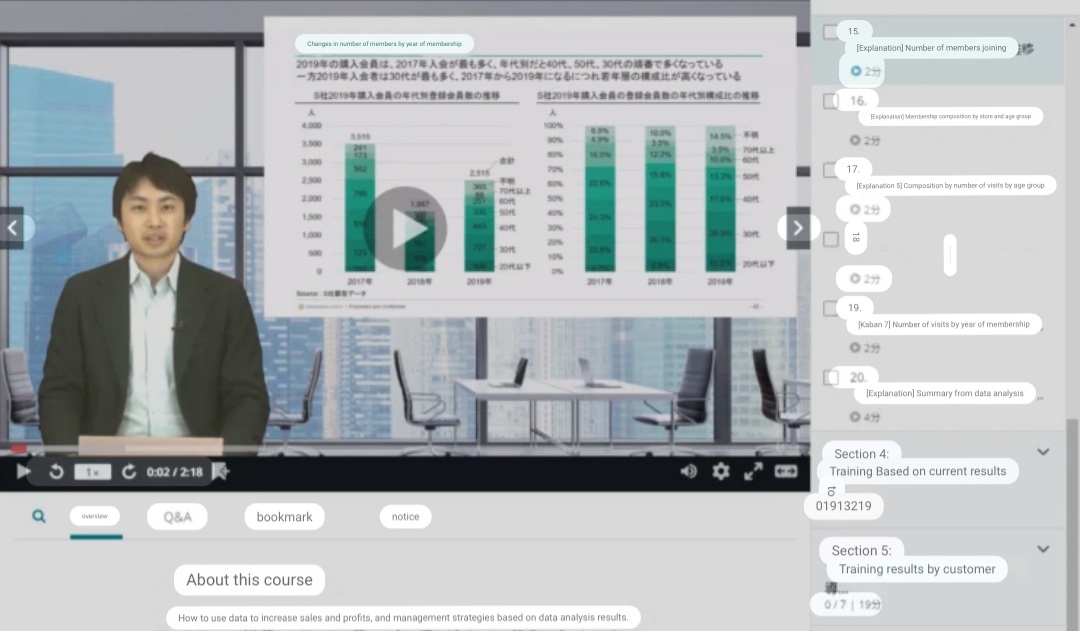 Changes in number of members by year of membership
2019年の購入会員は、2017年入会が最も多く、年代別だと40代、50代、30代の順番で多くなっている
一方2019年入会者は30代が最も多く、2017年から2019年になるにつれ若年層の構成比が高くなっている
S社2019年購入会員の年代別登録会員数の推移
S社2019年購入会員の登録会員数の年代別構成比の推移
人
4,000
3,500
3,000
2,500
2,000
1,500
1,000
500
0
3,515
241
173
562
790
2,515
合計
不明
70代以上
60代
50代
40代
30代
20代以下
2017年
2018年
2019年
人
100%
90%
80%
70%
60%
50%
40%
30%
20%
10%
0%
10.0%
3.5%
12.2%
15.8%
14.5%
不明
70代以上
60代
50代
40代
30代
20代以下
2017年
2018年
2019年
Source : S社顧客データ
1×
0:02 / 2:18
overview
Q&A
bookmark
notice
About this course
How to use data to increase sales and profits, and management strategies based on data analysis results.
15.
[Explanation] Number of members joining
2分
16.
[Explanation] Membership composition by store and age group
2分
17.
[Explanation 5] Composition by number of visits by age group
2分
18
2分
19.
[Kaban 7] Number of visits by year of membership
2分
20.
[Explanation] Summary from data analysis
4分
Section 4:
Training Based on current results
to
01913219
Section 5:
Training results by customer
0 / 7 | 19分